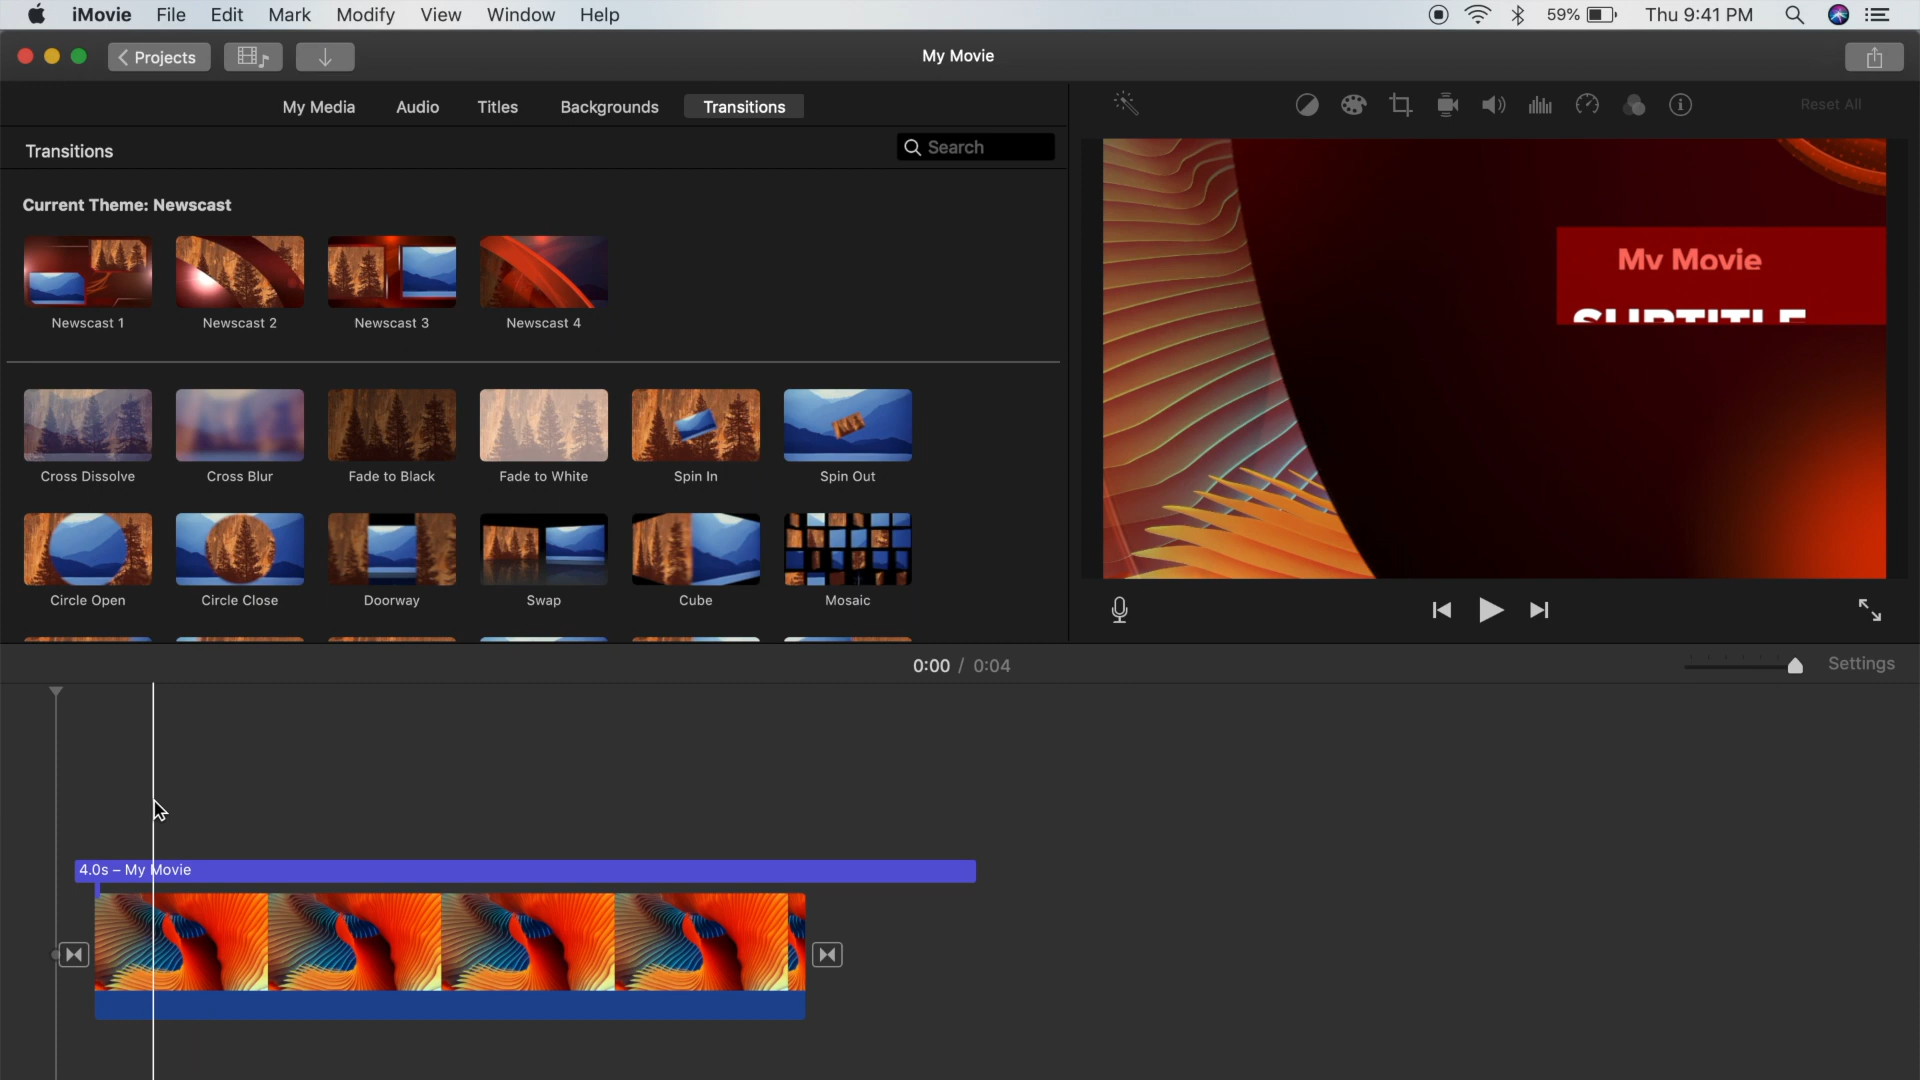 iMovie File Edit Mark Modify View Window Help 59% Thu 9:41 PM
Projects My Movie
My Media Audio Titles Backgrounds Transitions Reset All
Transitions Search
Current Theme: Newscast
Newscast 1 Newscast 2 Newscast 3 Newscast 4
Cross Dissolve Cross Blur Fade to Black Fade to White Spin In Spin Out
Circle Open Circle Close Doorway Swap Cube Mosaic
My Movie
SUBTITLE
0:00 / 0:04 Settings
4.0s – My Movie